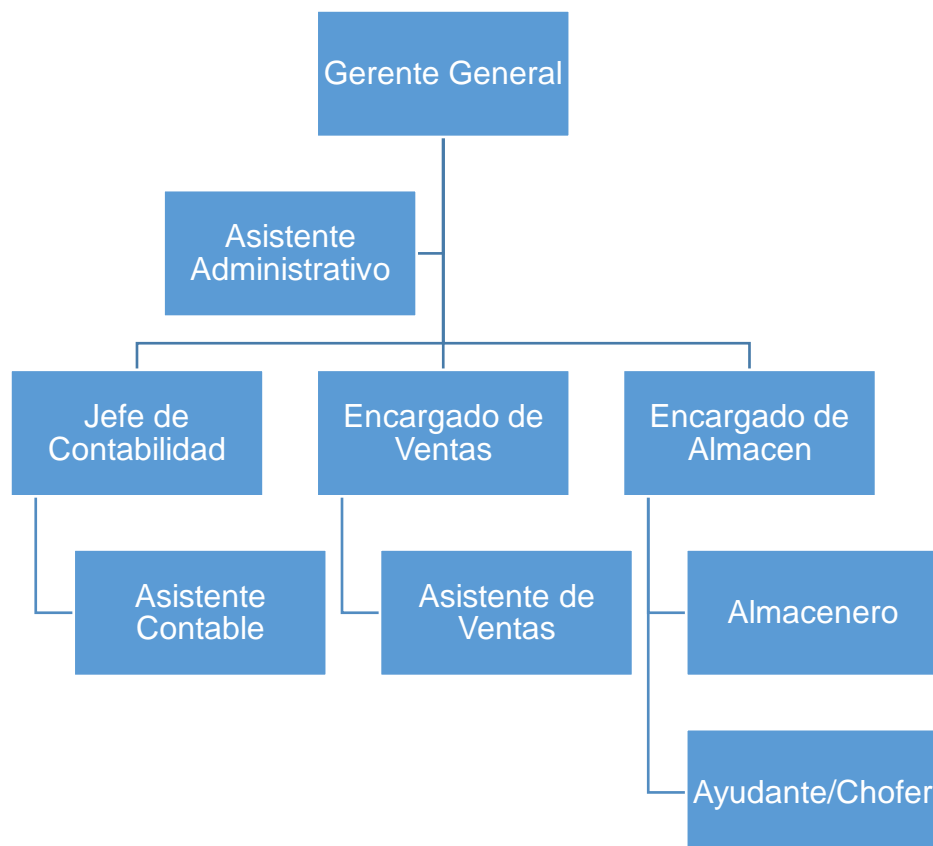 Gerente General
Asistente
Administrativo
Jefe de
Contabilidad
Encargado de
Ventas
Encargado de
Almacen
Asistente
Contable
Asistente de
Ventas
Almacenero
Ayudante/Chofer